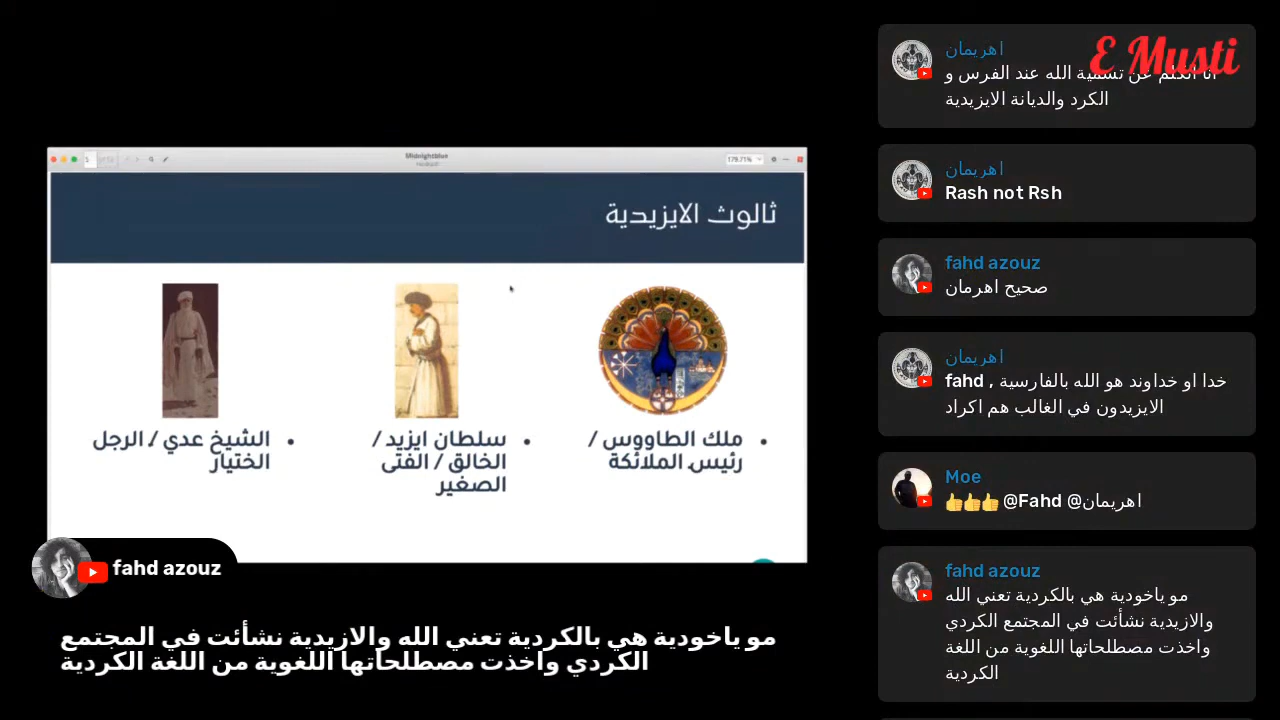 Midnightblue
179.71%
ثالوث الايزيدية
ملك الطاووس /
رئيس الملائكة
سلطان ايزيد /
الخالق / الفتى
الصغير
الشيخ عدي / الرجل
الختيار
fahd azouz
مو ياخودية هي بالكردية تعني الله والازيدية نشأئت في المجتمع
الكردي واخذت مصطلحاتها اللغوية من اللغة الكردية
E Musti
اهريمان
انا اتكلم عن تسمية الله عند الفرس و
الكرد والديانة الايزيدية
اهريمان
Rash not Rsh
fahd azouz
صحيح اهرمان
اهريمان
fahd , خدا او خداوند هو الله بالفارسية
الايزيدون في الغالب هم اكراد
Moe
👍👍👍 @Fahd @اهريمان
fahd azouz
مو ياخودية هي بالكردية تعني الله
والازيدية نشأئت في المجتمع الكردي
واخذت مصطلحاتها اللغوية من اللغة
الكردية